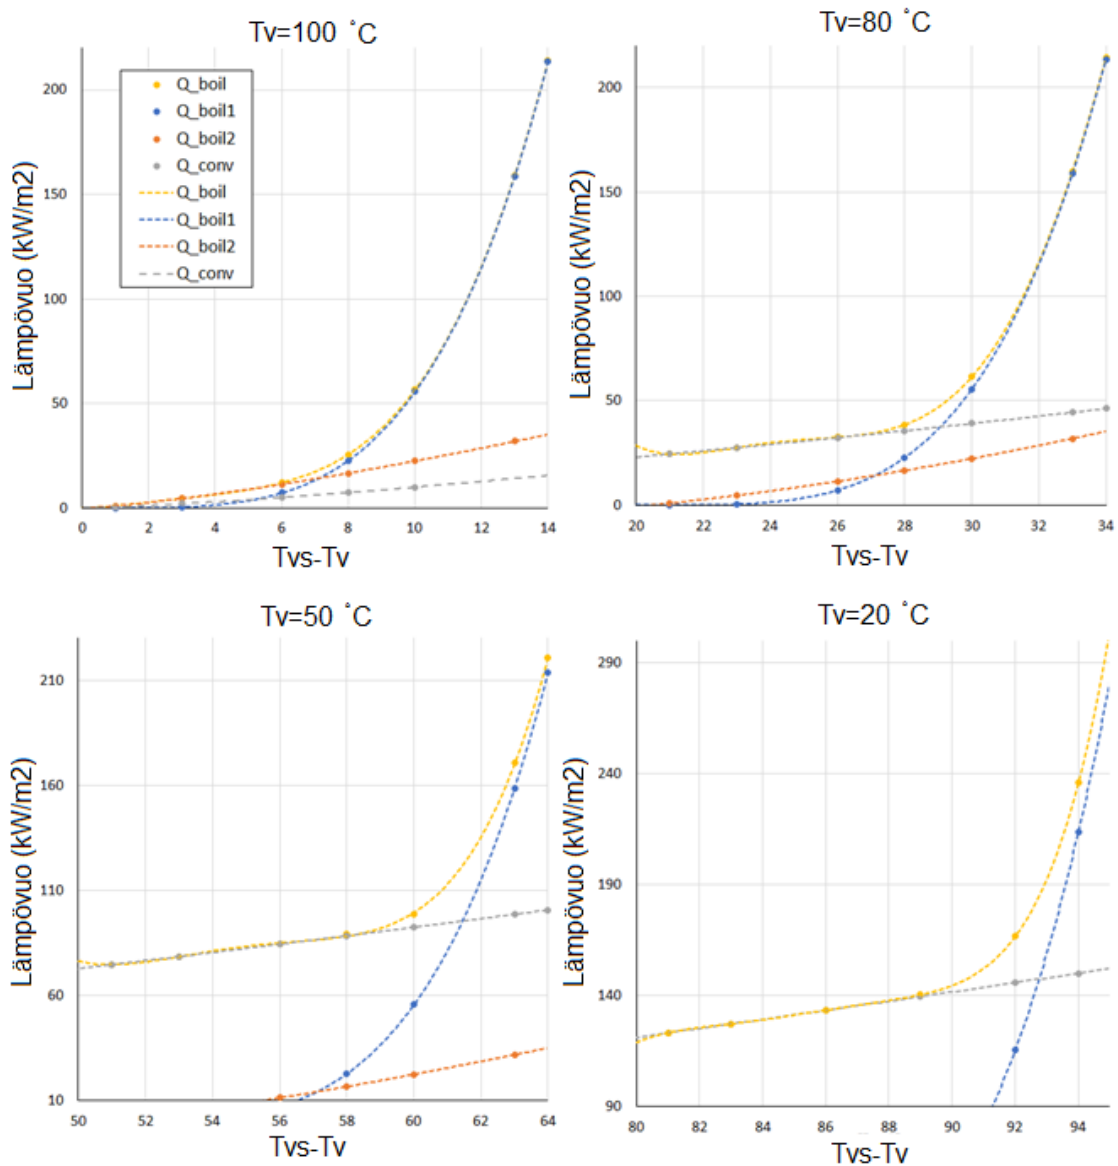 Tv=100 °C
Lämpövuo (kW/m2)
200
150
100
50
0
Q_boil
Q_boil1
Q_boil2
Q_conv
Q_boil
Q_boil1
Q_boil2
Q_conv
0 2 4 6 8 10 12 14
Tvs-Tv
Tv=80 °C
Lämpövuo (kW/m2)
200
150
100
50
0
20 22 24 26 28 30 32 34
Tvs-Tv
Tv=50 °C
Lämpövuo (kW/m2)
210
160
110
60
10
50 52 54 56 58 60 62 64
Tvs-Tv
Tv=20 °C
Lämpövuo (kW/m2)
290
240
190
140
90
80 82 84 86 88 90 92 94
Tvs-Tv